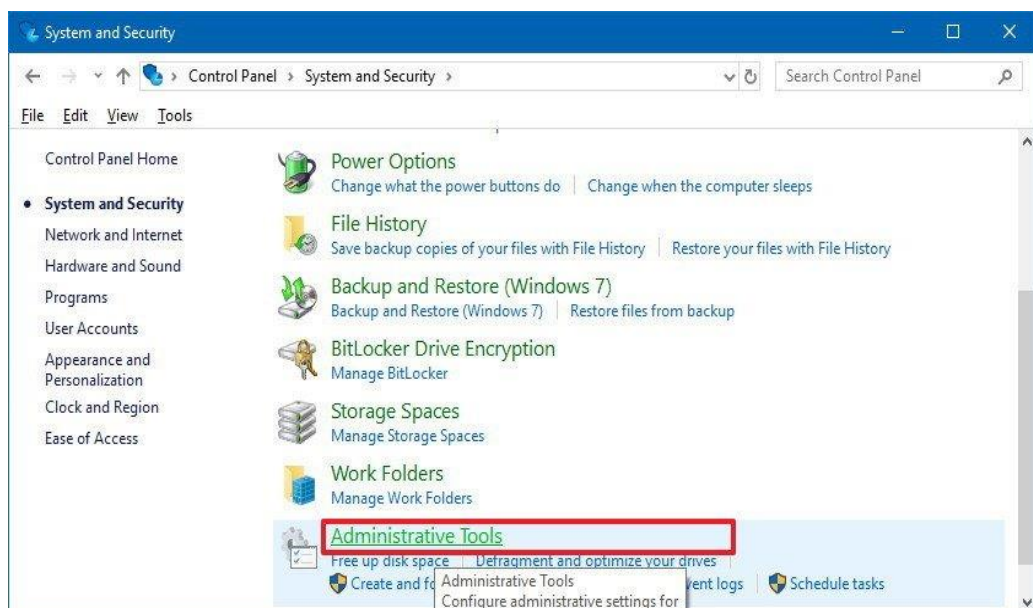 System and Security
Control Panel > System and Security >
Search Control Panel
File Edit View Tools
Control Panel Home
System and Security
Network and Internet
Hardware and Sound
Programs
User Accounts
Appearance and
Personalization
Clock and Region
Ease of Access
Power Options
Change what the power buttons do | Change when the computer sleeps
File History
Save backup copies of your files with File History | Restore your files with File History
Backup and Restore (Windows 7)
Backup and Restore (Windows 7) | Restore files from backup
BitLocker Drive Encryption
Manage BitLocker
Storage Spaces
Manage Storage Spaces
Work Folders
Manage Work Folders
Administrative Tools
Free up disk space | Defragment and optimize your drives
Create and fo
vent logs | Schedule tasks
Administrative Tools
Configure administrative settings for